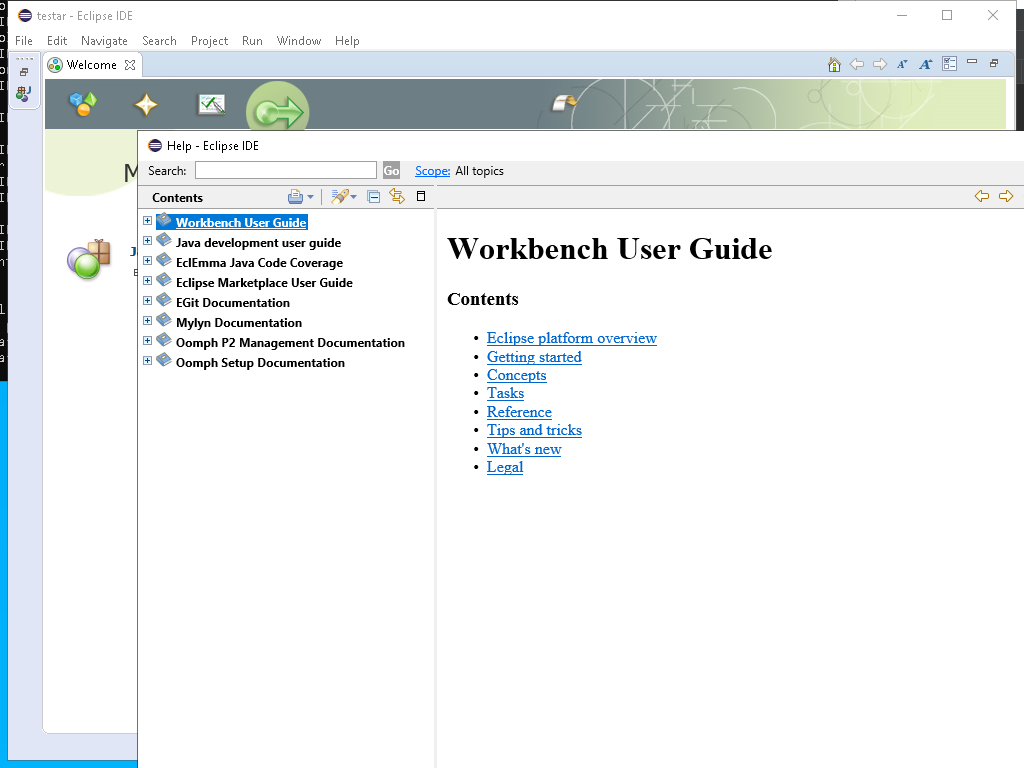 testar - Eclipse IDE
File Edit Navigate Search Project Run Window Help
Welcome
Help - Eclipse IDE
Search: Go Scope: All topics
Contents
Workbench User Guide
Java development user guide
EclEmma Java Code Coverage
Eclipse Marketplace User Guide
EGit Documentation
Mylyn Documentation
Oomph P2 Management Documentation
Oomph Setup Documentation
Workbench User Guide
Contents
• Eclipse platform overview
• Getting started
• Concepts
• Tasks
• Reference
• Tips and tricks
• What's new
• Legal